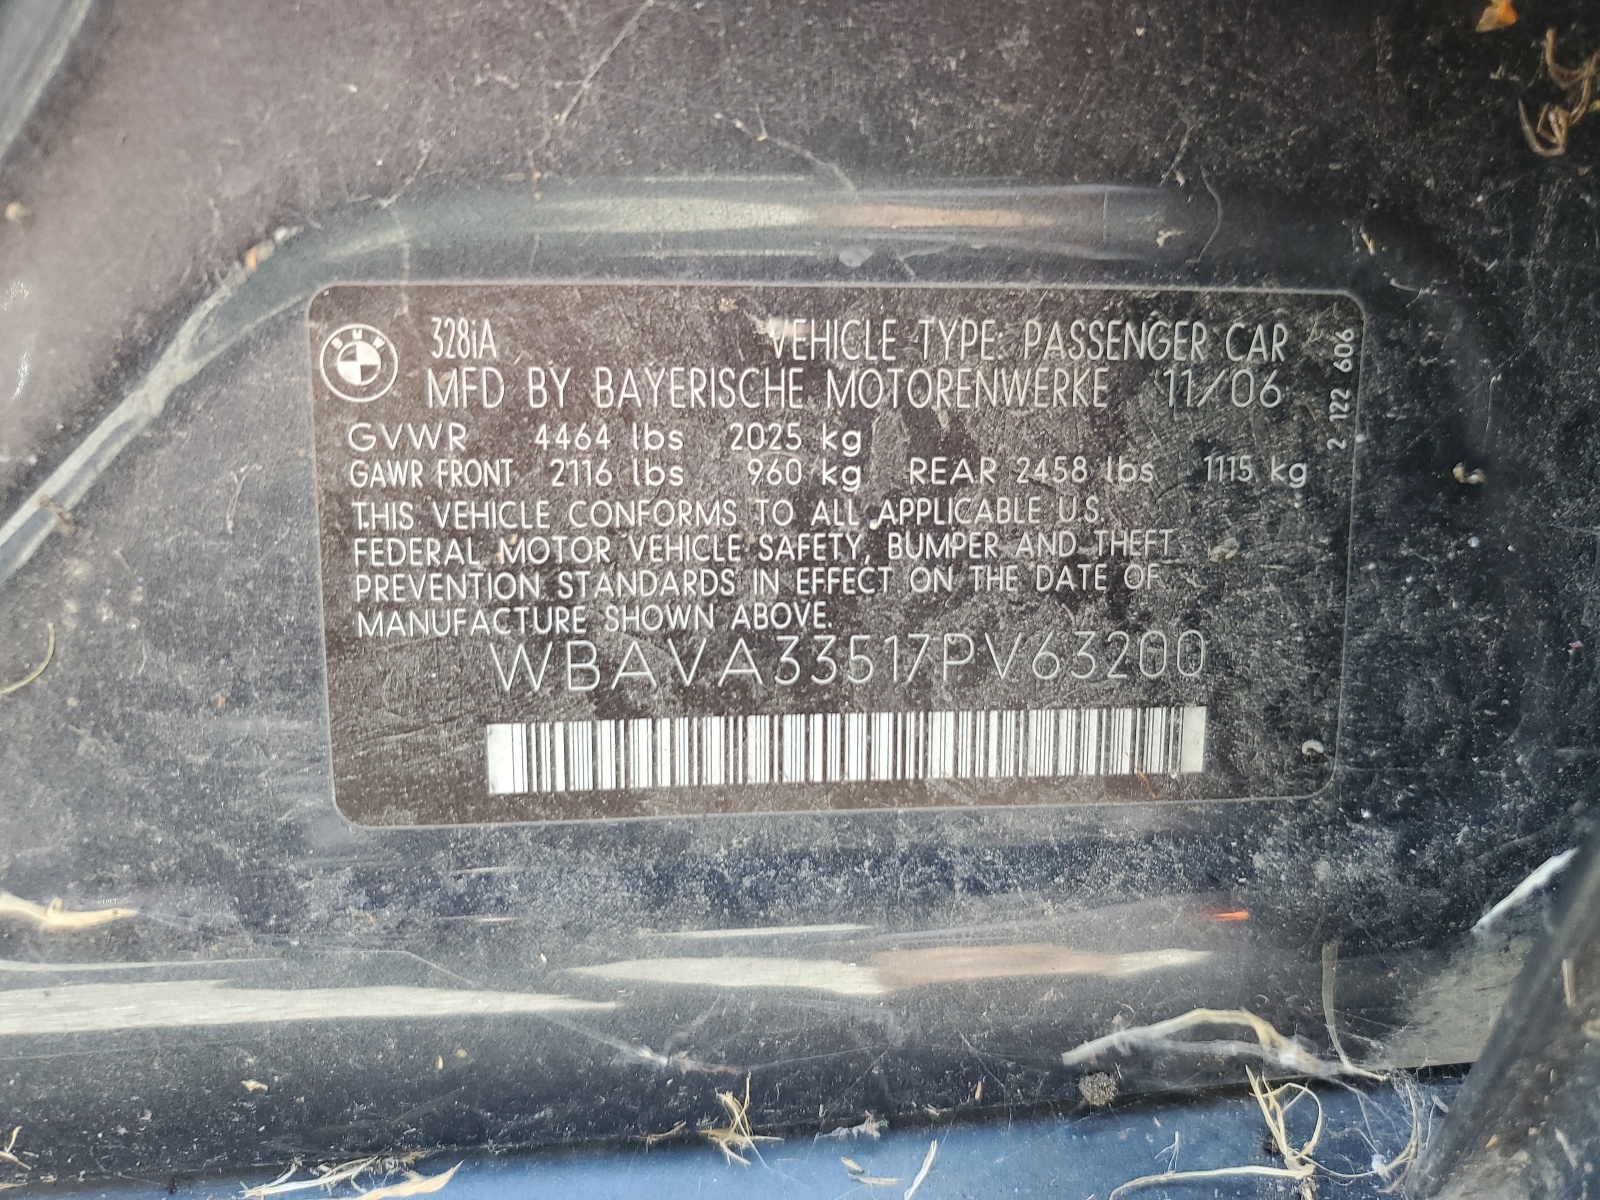 BMW
328iA VEHICLE TYPE: PASSENGER CAR
MFD BY BAYERISCHE MOTORENWERKE 11/06
GVWR 4464 lbs 2025 kg
GAWR FRONT 2116 lbs 960 kg REAR 2458 lbs 1115 kg
THIS VEHICLE CONFORMS TO ALL APPLICABLE U.S.
FEDERAL MOTOR VEHICLE SAFETY, BUMPER AND THEFT
PREVENTION STANDARDS IN EFFECT ON THE DATE OF
MANUFACTURE SHOWN ABOVE.
WBAVA33517PV63200
2 122 606